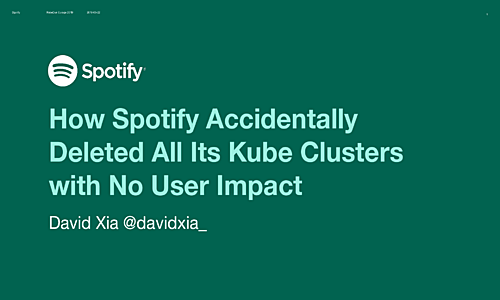 Spotify
How Spotify Accidentally
Deleted All Its Kube Clusters
with No User Impact
David Xia @davidxia_